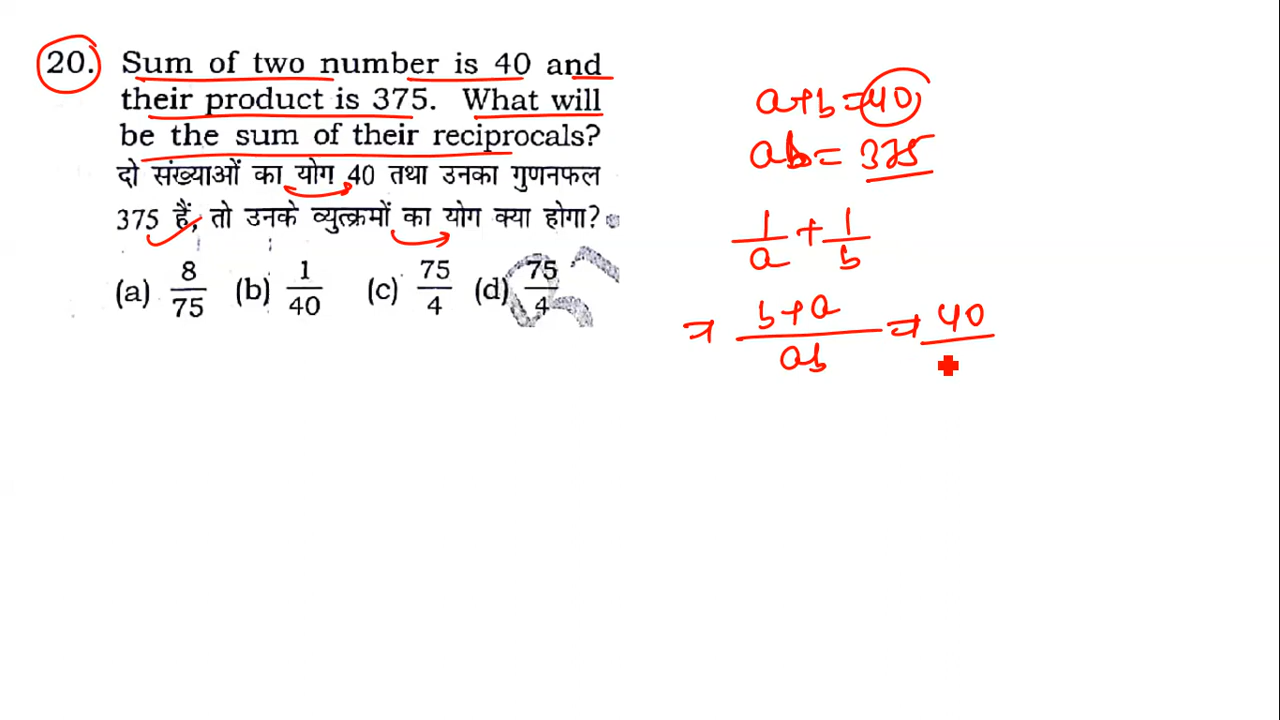 20. Sum of two number is 40 and
their product is 375. What will
be the sum of their reciprocals?
दो संख्याओं का योग 40 तथा उनका गुणनफल
375 हैं, तो उनके व्युत्क्रमों का योग क्या होगा?
(a) 8/75 (b) 1/40 (c) 75/4 (d) 75/4
a+b=40
ab=375
1/a + 1/b
⇒ b+a/ab ⇒ 40